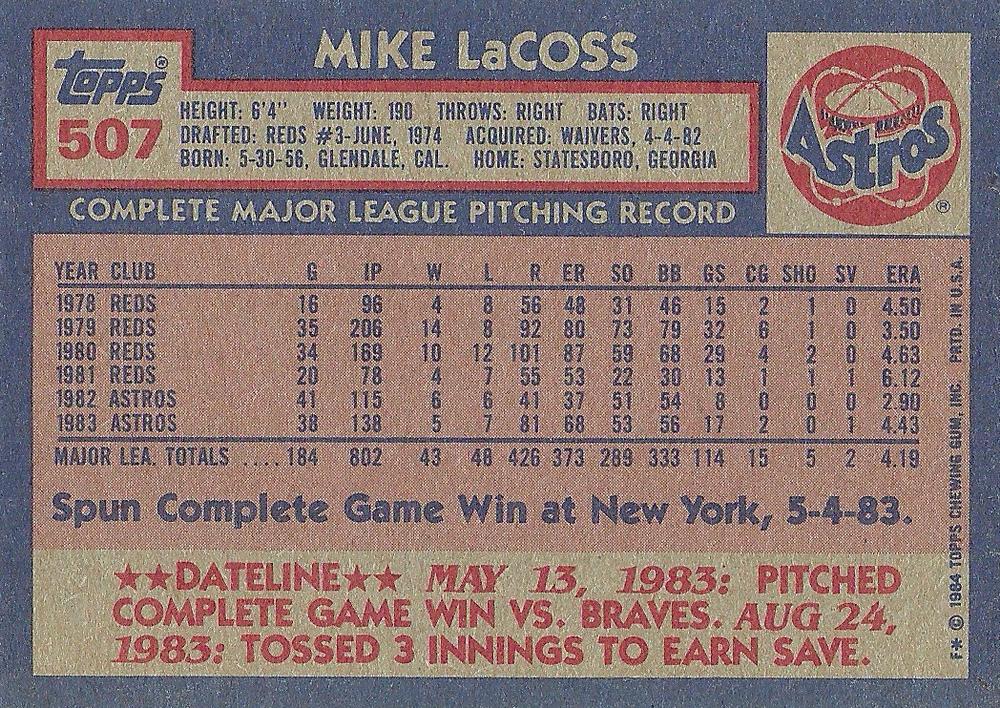 MIKE LaCOSS
topps®
507
HEIGHT: 6'4" WEIGHT: 190 THROWS: RIGHT BATS: RIGHT
DRAFTED: REDS #3-JUNE, 1974 ACQUIRED: WAIVERS, 4-4-82
BORN: 5-30-56, GLENDALE, CAL. HOME: STATESBORO, GEORGIA
Astros
®
COMPLETE MAJOR LEAGUE PITCHING RECORD
YEAR CLUB G IP W L R ER SO BB GS CG SHO SV ERA
1978 REDS 16 96 4 8 56 48 31 46 15 2 1 0 4.50
1979 REDS 35 206 14 8 92 80 73 79 32 6 1 0 3.50
1980 REDS 34 169 10 12 101 87 59 68 29 4 2 0 4.63
1981 REDS 20 78 4 7 55 53 22 30 13 1 1 1 6.12
1982 ASTROS 41 115 6 6 41 37 51 54 8 0 0 0 2.90
1983 ASTROS 38 138 5 7 81 68 53 56 17 2 0 1 4.43
MAJOR LEA. TOTALS .... 184 802 43 48 426 373 289 333 114 15 5 2 4.19
Spun Complete Game Win at New York, 5-4-83.
★★DATELINE★★ MAY 13, 1983: PITCHED
COMPLETE GAME WIN VS. BRAVES. AUG 24,
1983: TOSSED 3 INNINGS TO EARN SAVE.
F✻ © 1984 TOPPS CHEWING GUM, INC. PRTD. IN U.S.A.